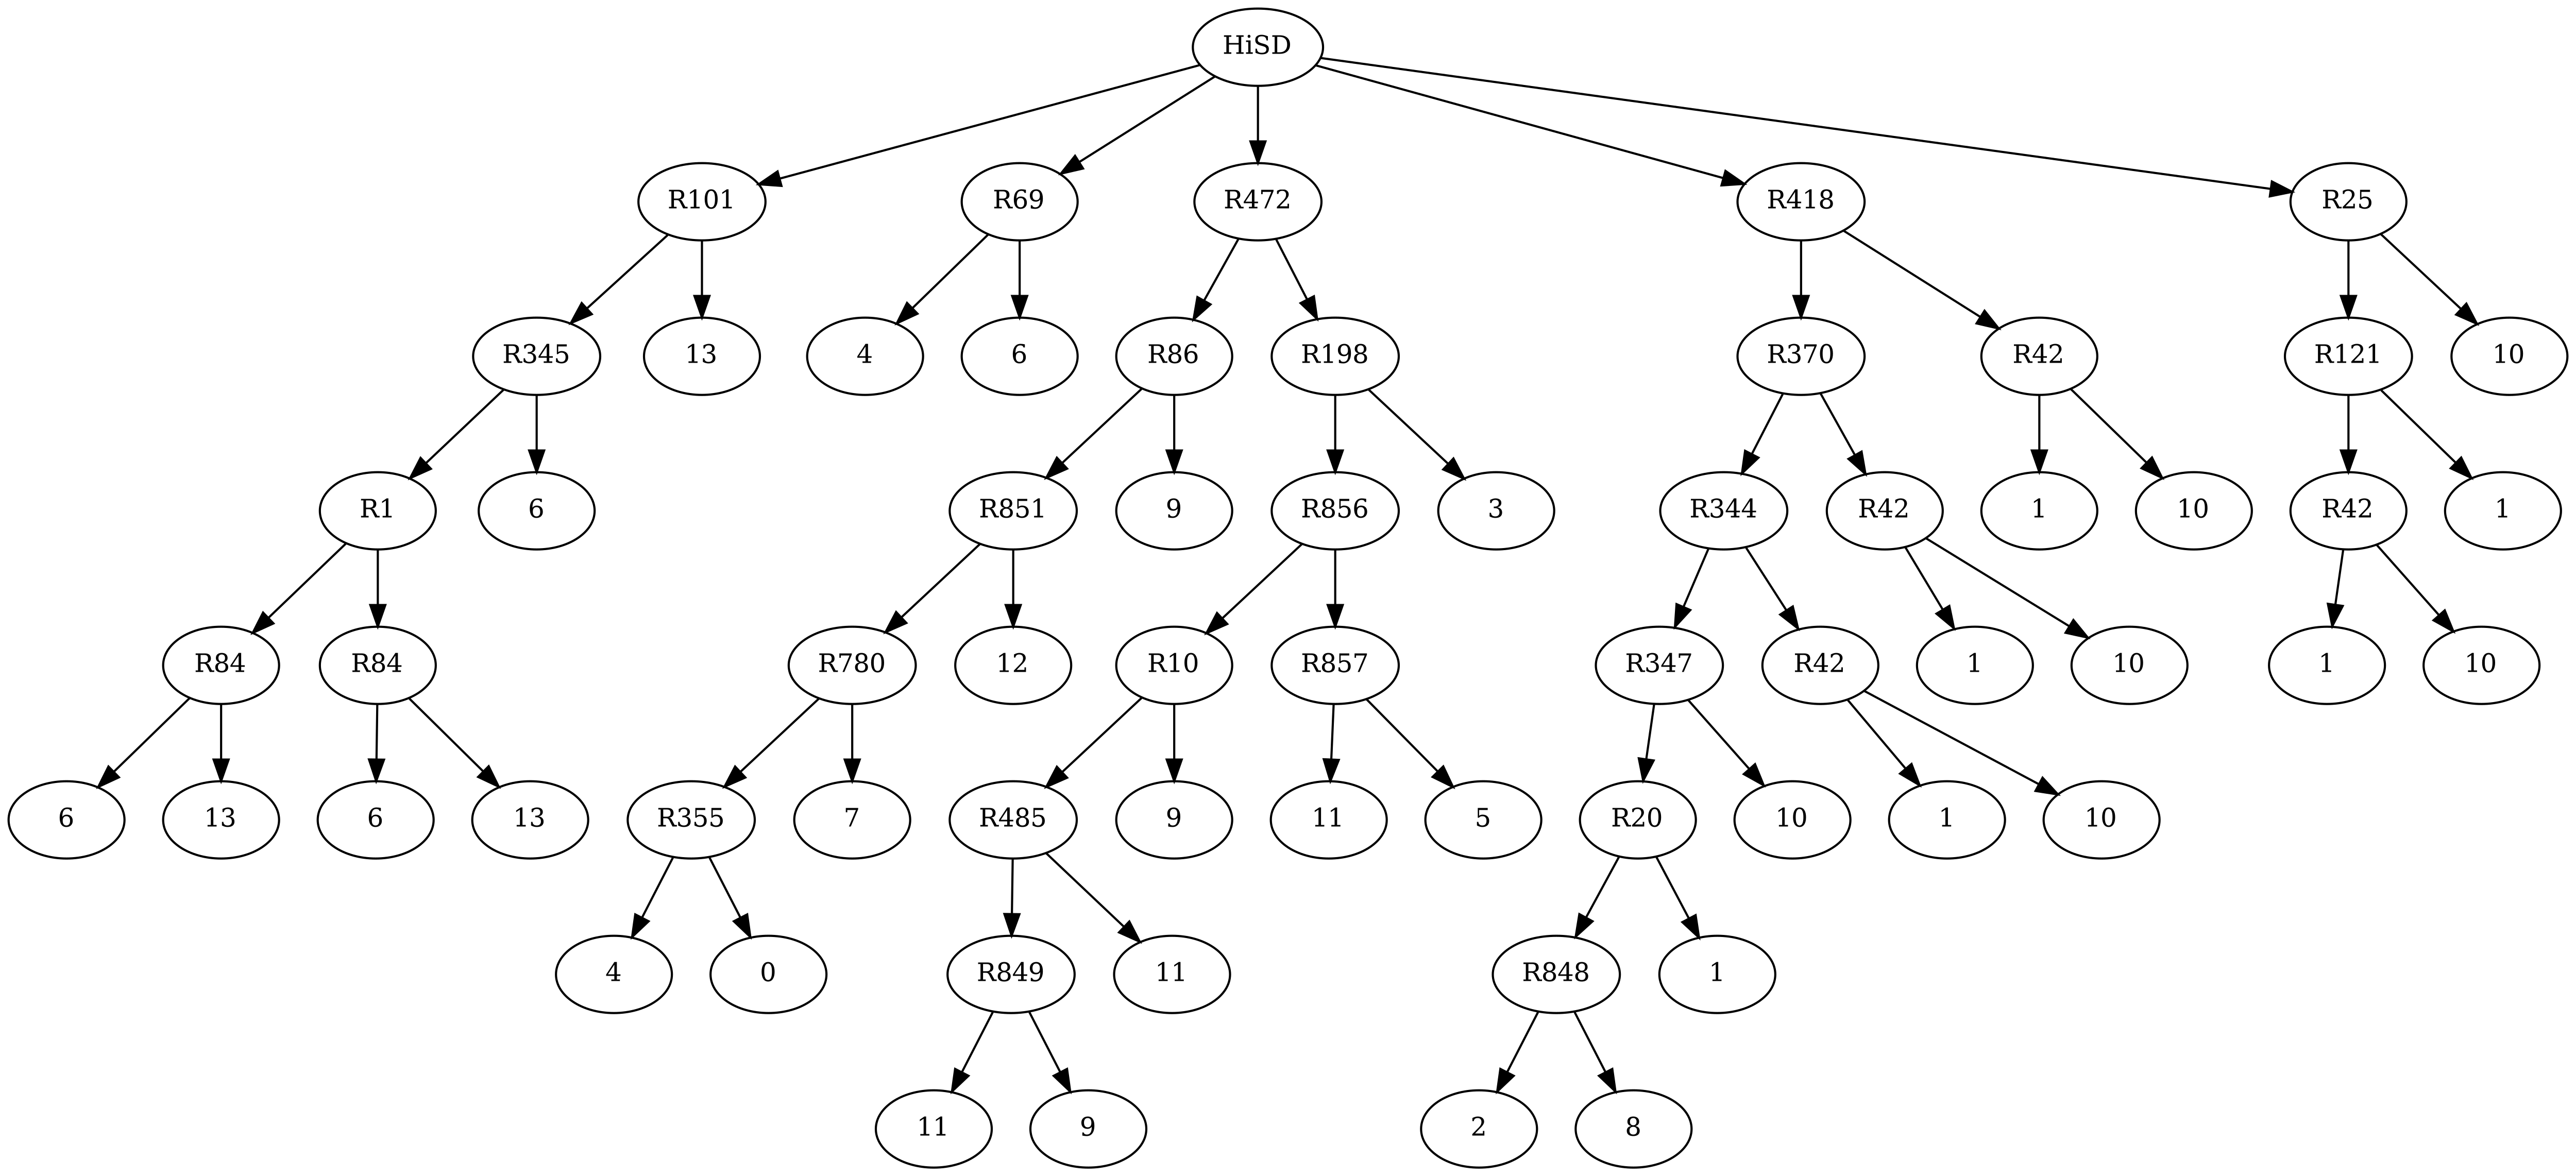 HiSD
R101 R69 R472 R418 R25
R345 13 4 6 R86 R198 R370 R42 R121 10
R1 6 R851 9 R856 3 R344 R42 1 10 R42 1
R84 R84 R780 12 R10 R857 R347 R42 1 10 1 10
6 13 6 13 R355 7 R485 9 11 5 R20 10 1 10
4 0 R849 11 R848 1
11 9 2 8